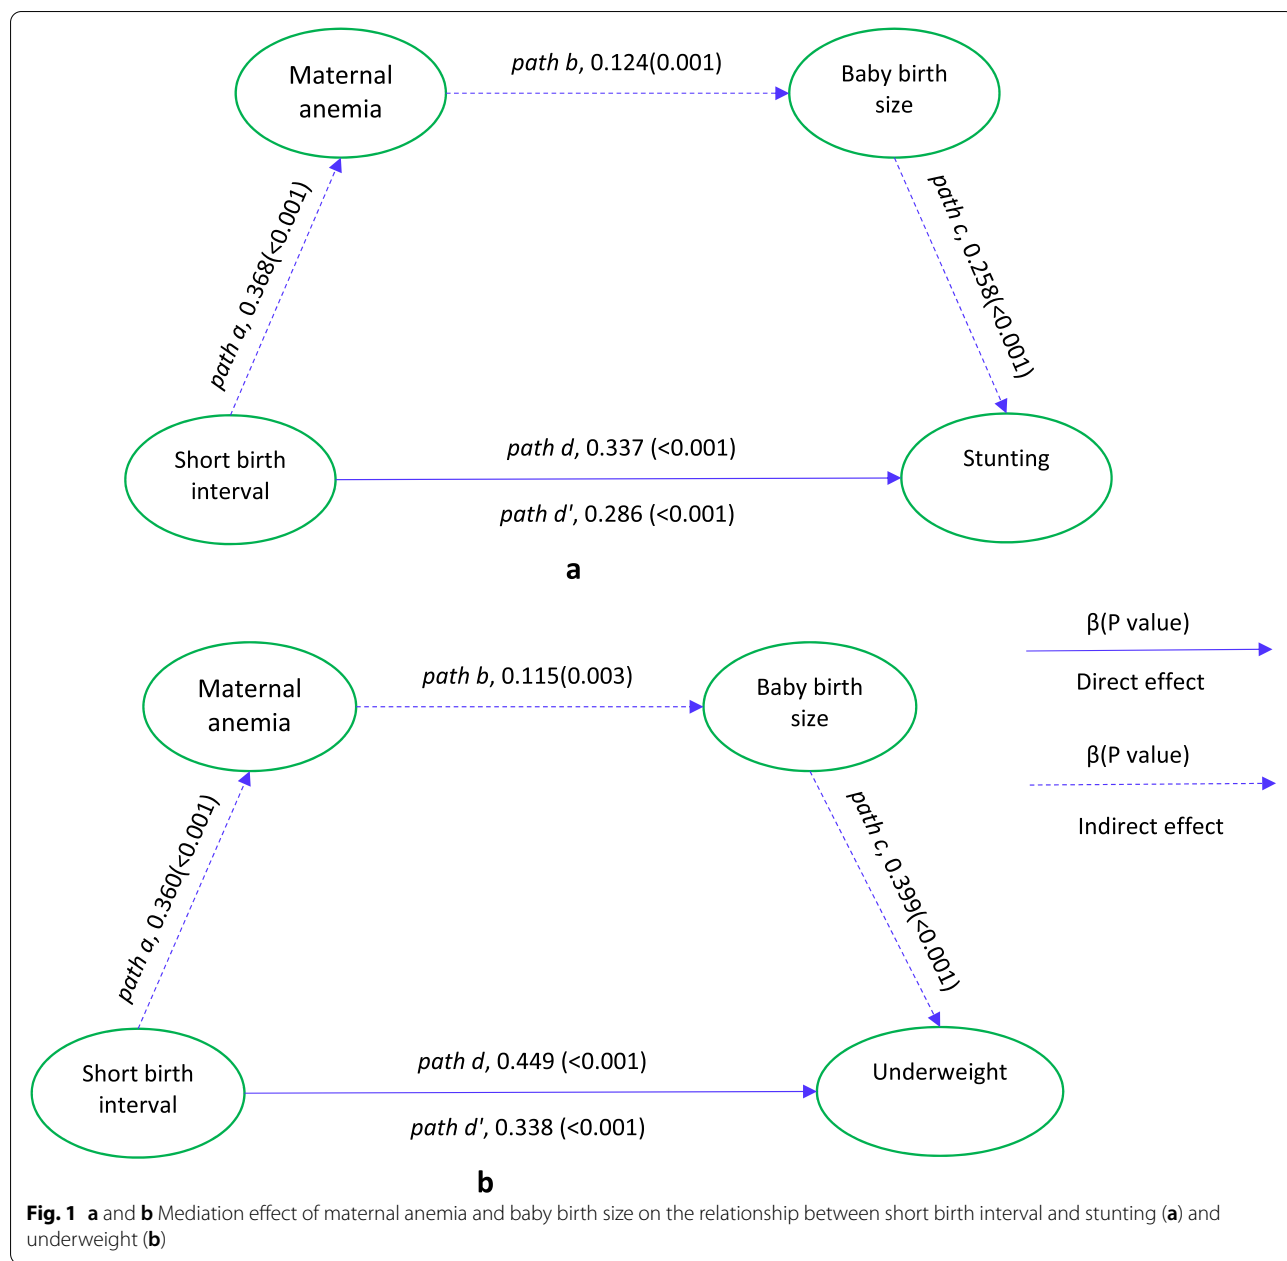 Maternal
anemia
path b, 0.124(0.001)
Baby birth
size
path a, 0.368(<0.001)
path c, 0.258(<0.001)
Short birth
interval
path d, 0.337 (<0.001)
path d', 0.286 (<0.001)
Stunting
a
Maternal
anemia
path b, 0.115(0.003)
Baby birth
size
β(P value)
Direct effect
β(P value)
Indirect effect
path a, 0.360(<0.001)
path c, 0.399(<0.001)
Short birth
interval
path d, 0.449 (<0.001)
path d', 0.338 (<0.001)
Underweight
b
Fig. 1 a and b Mediation effect of maternal anemia and baby birth size on the relationship between short birth interval and stunting (a) and
underweight (b)